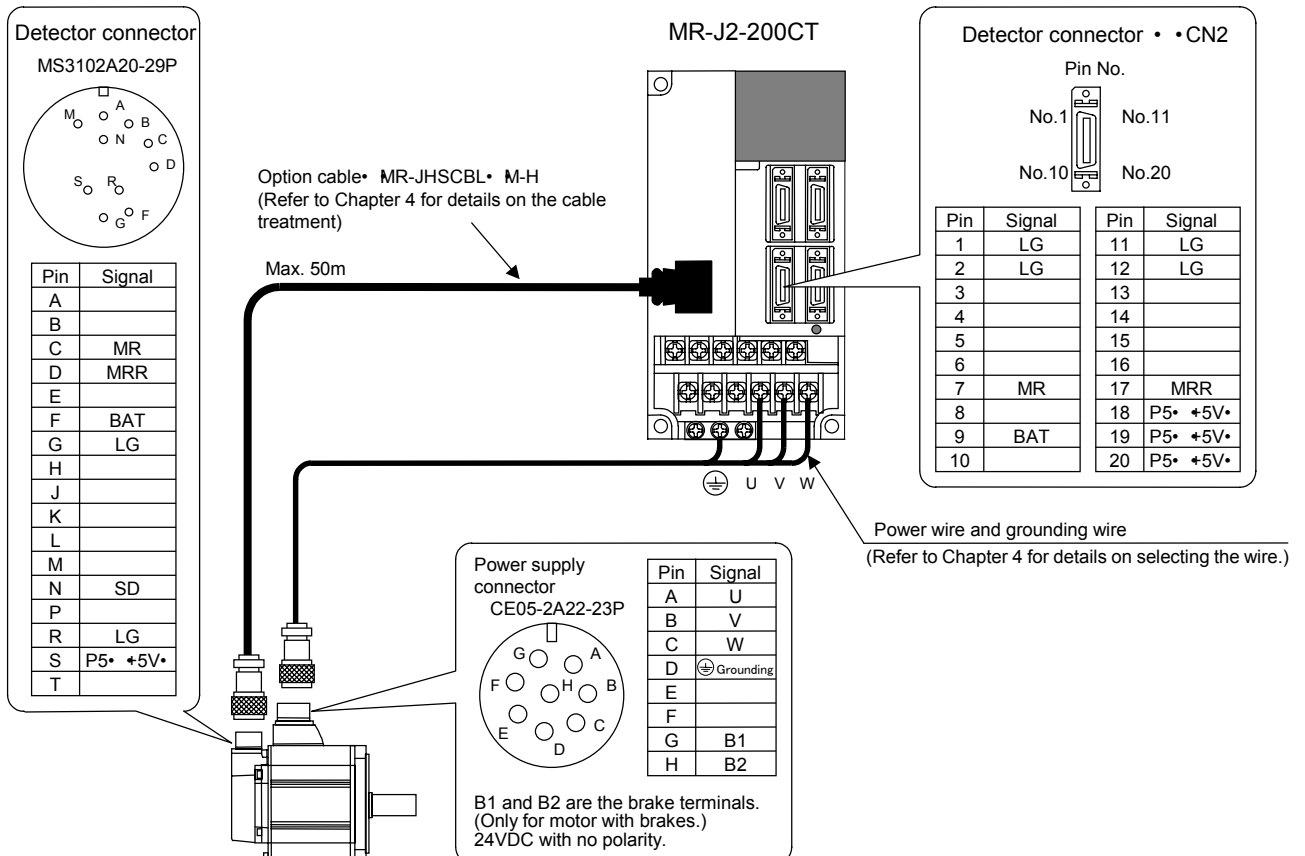 Detector connector
MS3102A20-29P
A
M
B
N
C
D
S
R
F
G
Pin Signal
A
B
C MR
D MRR
E
F BAT
G LG
H
J
K
L
M
N SD
P
R LG
S P5• +5V•
T
Option cable• MR-JHSCBL• M-H
(Refer to Chapter 4 for details on the cable
treatment)
Max. 50m
MR-J2-200CT
U V W
Detector connector • •CN2
Pin No.
No.1 No.11
No.10 No.20
Pin Signal Pin Signal
1 LG 11 LG
2 LG 12 LG
3 13
4 14
5 15
6 16
7 MR 17 MRR
8 18 P5• +5V•
9 BAT 19 P5• +5V•
10 20 P5• +5V•
Power wire and grounding wire
(Refer to Chapter 4 for details on selecting the wire.)
Power supply
connector
CE05-2A22-23P
G A
F H B
E C
D
Pin Signal
A U
B V
C W
D Grounding
E
F
G B1
H B2
B1 and B2 are the brake terminals.
(Only for motor with brakes.)
24VDC with no polarity.